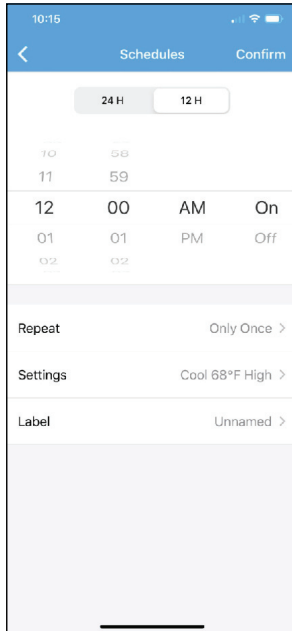 10:15
Schedules Confirm
24 H 12 H
10 58
11 59
12 00 AM On
01 01 PM Off
02 02
Repeat Only Once
Settings Cool 68°F High
Label Unnamed